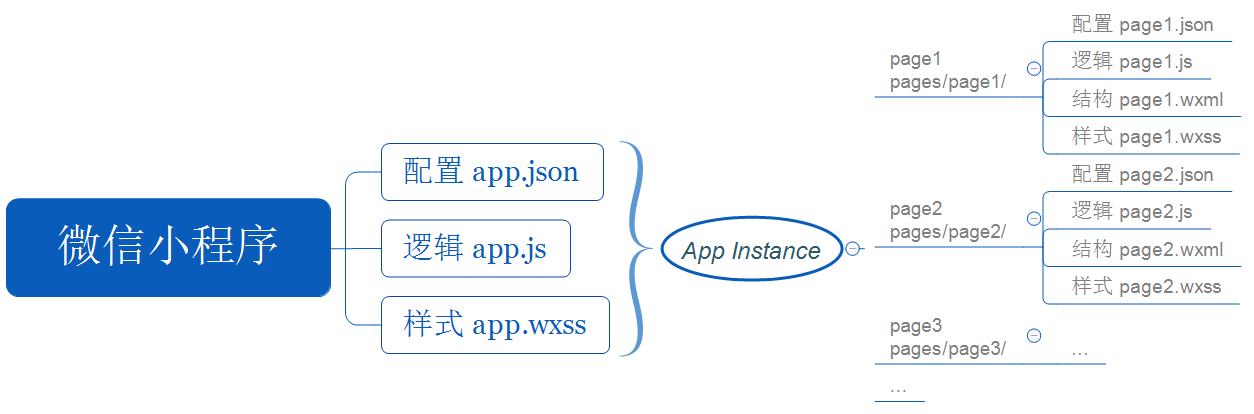 微信小程序
配置 app.json
逻辑 app.js
样式 app.wxss
App Instance
page1
pages/page1/
配置 page1.json
逻辑 page1.js
结构 page1.wxml
样式 page1.wxss
page2
pages/page2/
配置 page2.json
逻辑 page2.js
结构 page2.wxml
样式 page2.wxss
page3
pages/page3/
...
...